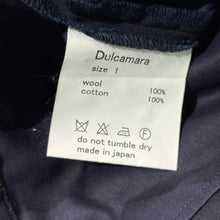 Dulcamara
size 1
wool 100%
cotton 100%
do not tumble dry
made in japan